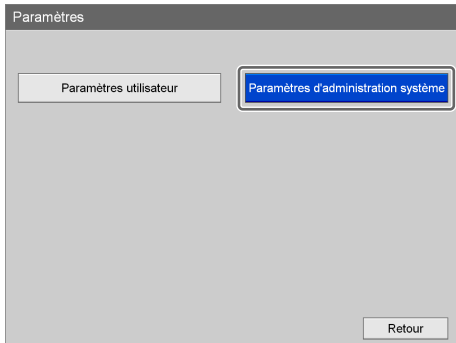 Paramètres
Paramètres utilisateur
Paramètres d'administration système
Retour